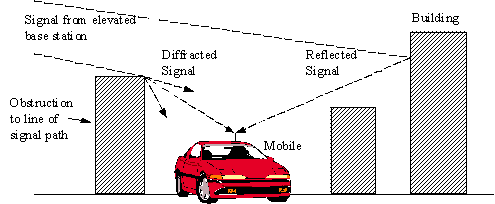 Signal from elevated
base station
Building
Diffracted
Signal
Reflected
Signal
Obstruction
to line of
signal path
Mobile